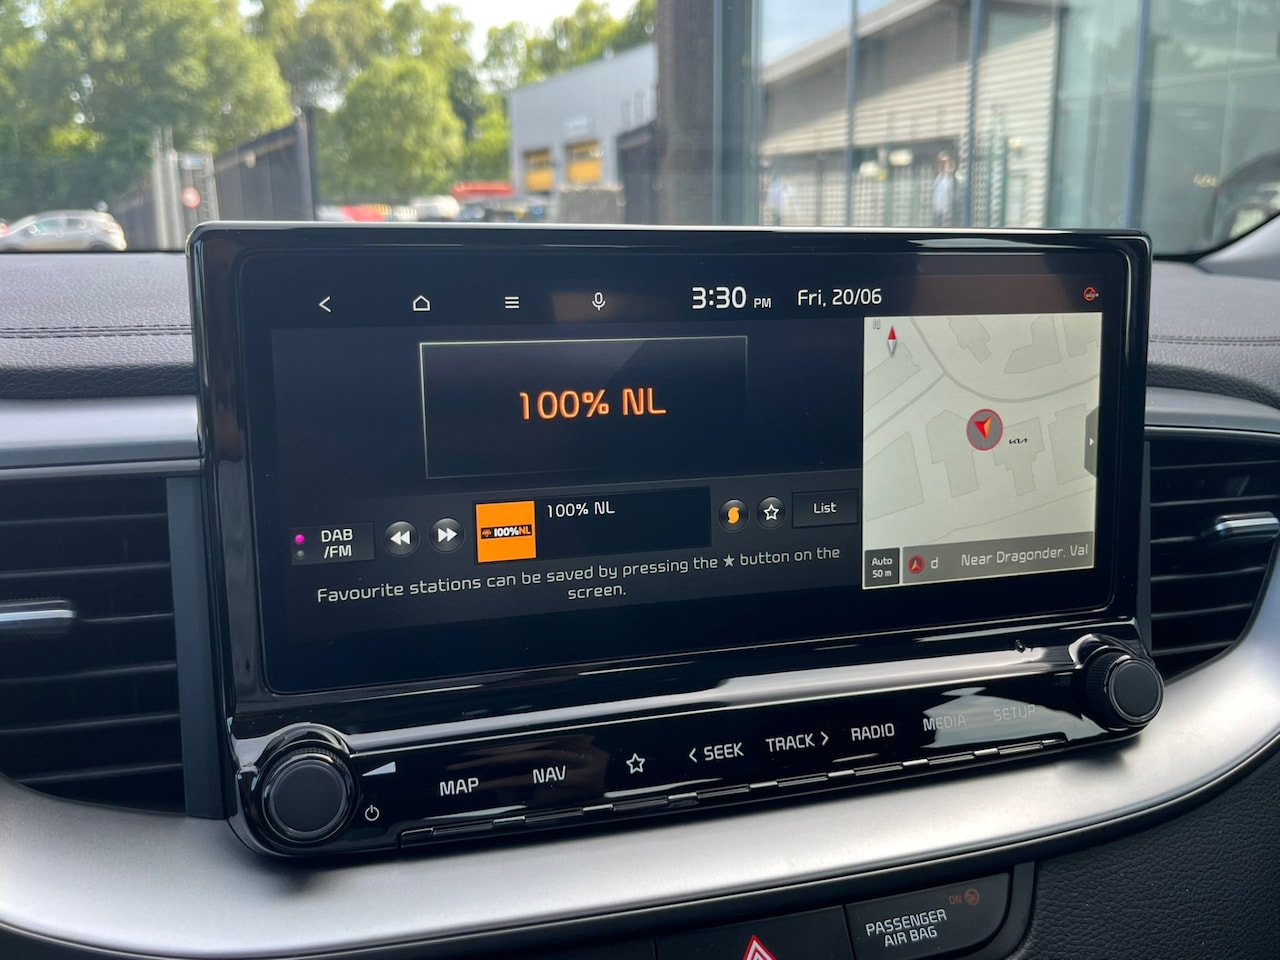 3:30 PM Fri, 20/06
N
100% NL
100% NL
100%NL
DAB
/FM
List
Favourite stations can be saved by pressing the ★ button on the
screen.
KIA
Auto
50 m
d Near Dragonder, Val
MAP
NAV
< SEEK
TRACK >
RADIO
MEDIA
SETUP
PASSENGER
AIR BAG
ON